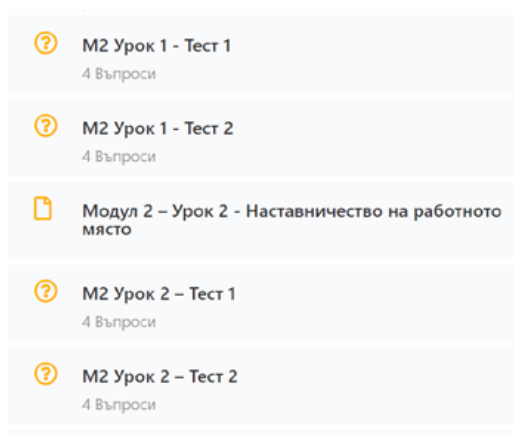 М2 Урок 1 - Тест 1
4 Въпроси
М2 Урок 1 - Тест 2
4 Въпроси
Модул 2 – Урок 2 - Наставничество на работното
място
М2 Урок 2 – Тест 1
4 Въпроси
М2 Урок 2 – Тест 2
4 Въпроси